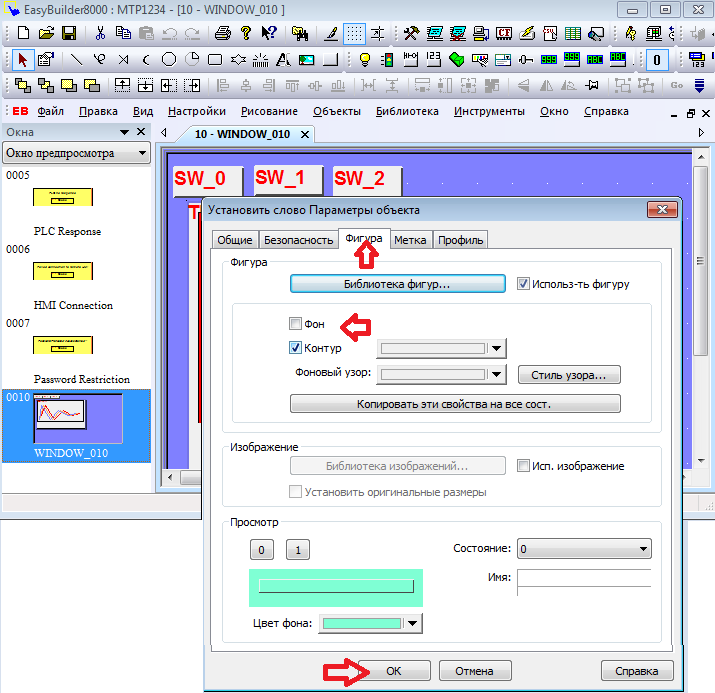 EasyBuilder8000 : MTP1234 - [10 - WINDOW_010 ]
EB Файл Правка Вид Настройки Рисование Объекты Библиотека Инструменты Окно Справка
Окна
10 - WINDOW_010
Окно предпросмотра
0005
PLC Response
0006
HMI Connection
0007
Password Restriction
0010
WINDOW_010
SW_0 SW_1 SW_2
Установить слово Параметры объекта
Общие Безопасность Фигура Метка Профиль
Фигура
Библиотека фигур... Использ-ть фигуру
Фон
Контур
Фоновый узор: Стиль узора...
Копировать эти свойства на все сост.
Изображение
Библиотека изображений... Исп. изображение
Установить оригинальные размеры
Просмотр
0 1 Состояние: 0
Имя:
Цвет фона:
OK Отмена Справка